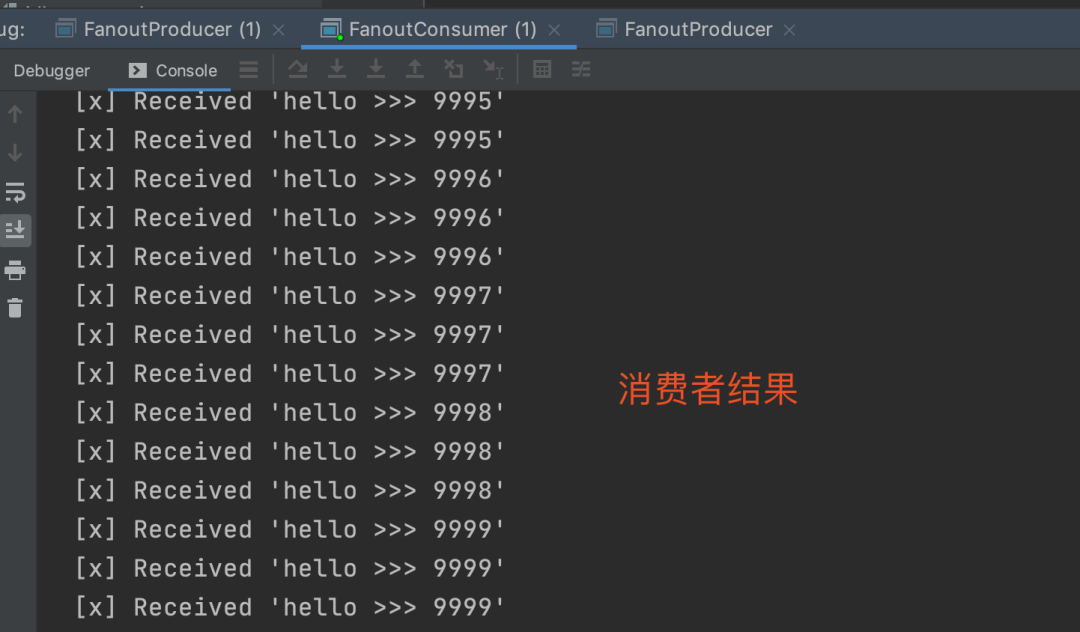 ug:
FanoutProducer (1)
FanoutConsumer (1)
FanoutProducer
Debugger
Console
[x] Received 'hello >>> 9995'
[x] Received 'hello >>> 9995'
[x] Received 'hello >>> 9996'
[x] Received 'hello >>> 9996'
[x] Received 'hello >>> 9996'
[x] Received 'hello >>> 9997'
[x] Received 'hello >>> 9997'
[x] Received 'hello >>> 9997'
消费者结果
[x] Received 'hello >>> 9998'
[x] Received 'hello >>> 9998'
[x] Received 'hello >>> 9998'
[x] Received 'hello >>> 9999'
[x] Received 'hello >>> 9999'
[x] Received 'hello >>> 9999'